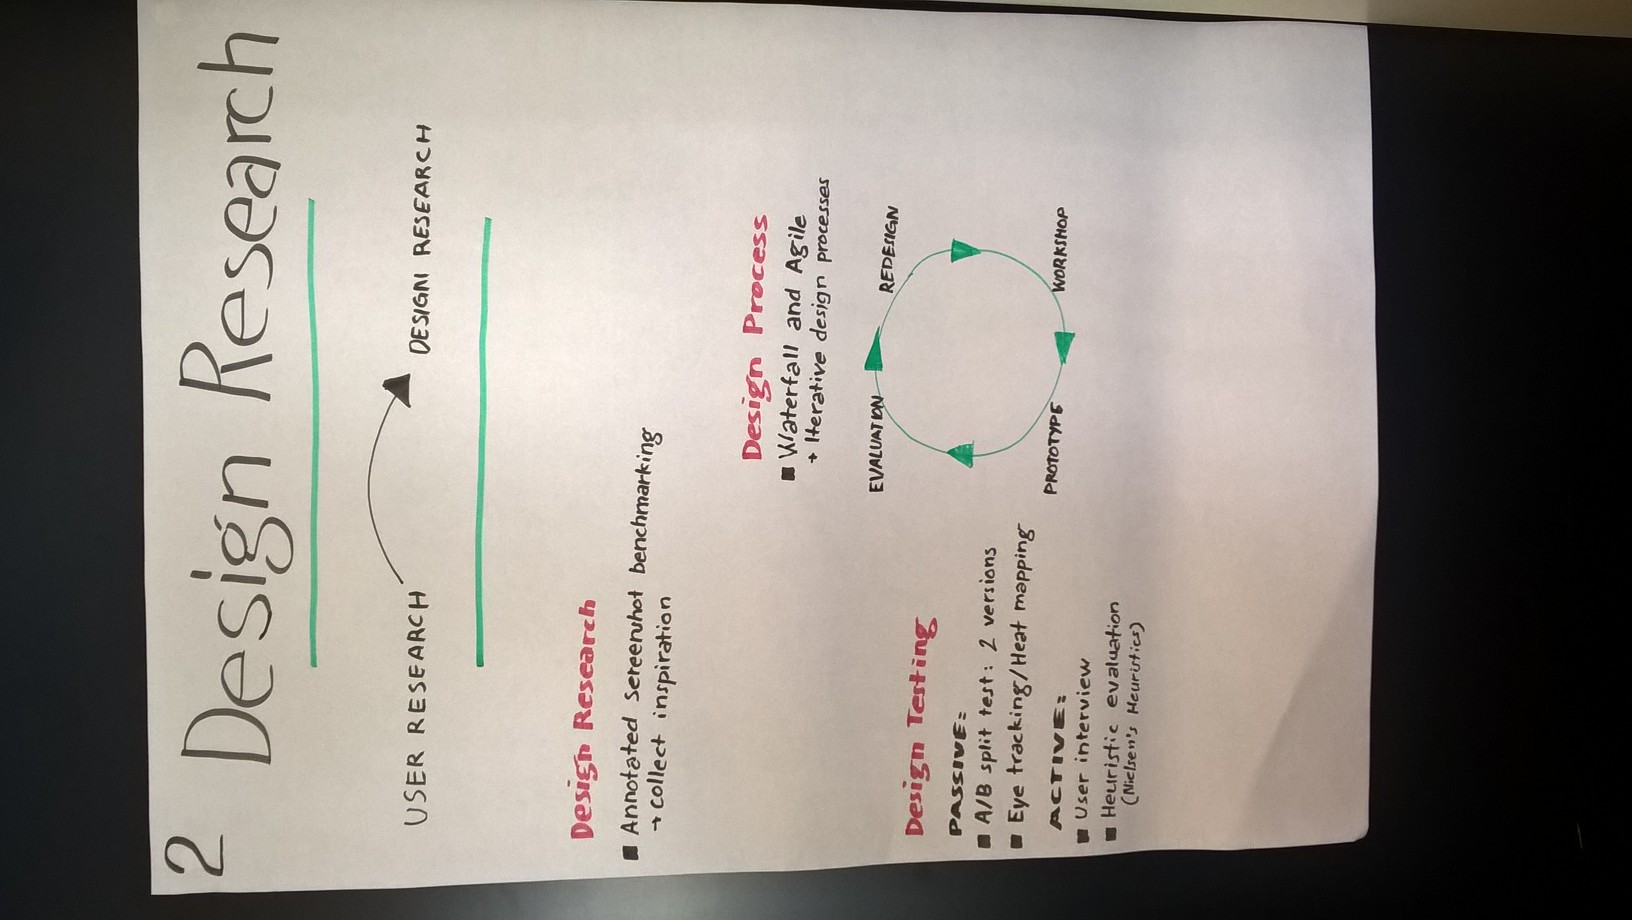 2 Design Research
USER RESEARCH
DESIGN RESEARCH
Design Research
■ Annotated sereenshot benchmarking
→ collect inspiration
Design Process
■ Waterfall and Agile
+ Iterative design processes
EVALUATION
REDESIGN
WORKSHOP
PROTOTYPE
Design Testing
PASSIVE:
■ A/B split test: 2 versions
■ Eye tracking/Heat mapping
ACTIVE:
■ User interview
■ Heuristic evaluation
(Nielsen's Heuristics)